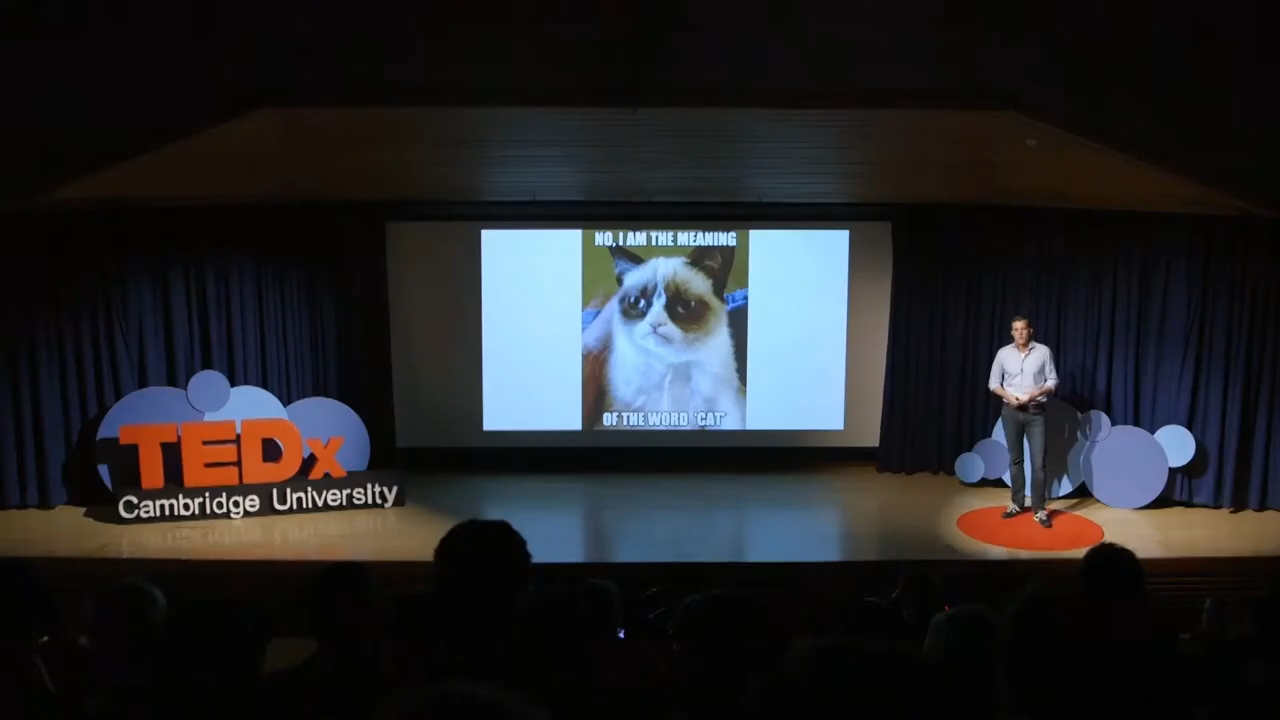 NO, I AM THE MEANING
OF THE WORD 'CAT'
TEDx
Cambridge University